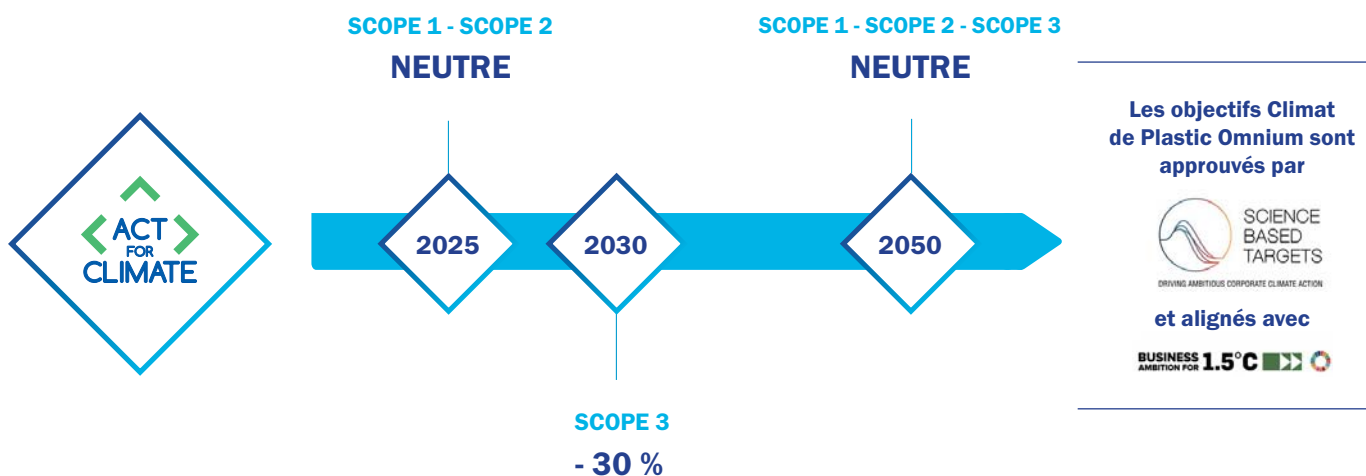 SCOPE 1 - SCOPE 2
NEUTRE
SCOPE 1 - SCOPE 2 - SCOPE 3
NEUTRE
ACT
FOR
CLIMATE
2025
2030
2050
SCOPE 3
- 30 %
Les objectifs Climat
de Plastic Omnium sont
approuvés par
SCIENCE
BASED
TARGETS
DRIVING AMBITIOUS CORPORATE CLIMATE ACTION
et alignés avec
BUSINESS
AMBITION FOR 1.5°C